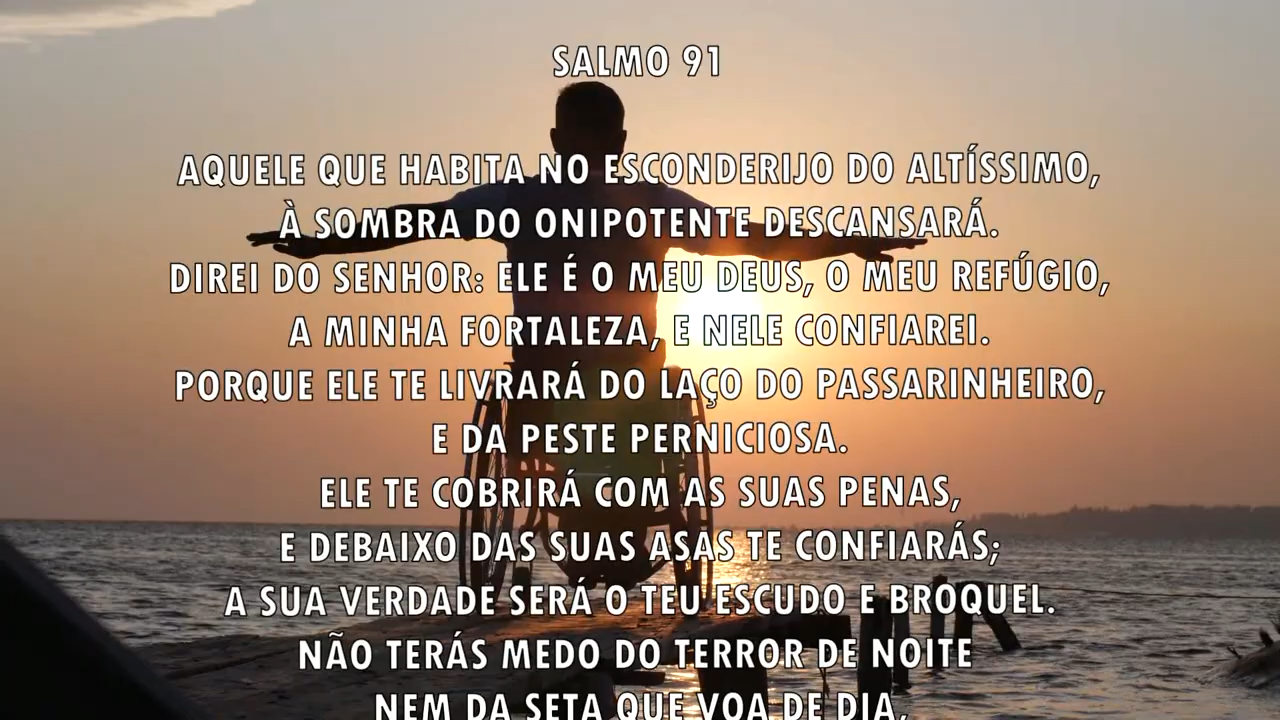 SALMO 91
AQUELE QUE HABITA NO ESCONDERIJO DO ALTÍSSIMO,
À SOMBRA DO ONIPOTENTE DESCANSARÁ.
DIREI DO SENHOR: ELE É O MEU DEUS, O MEU REFÚGIO,
A MINHA FORTALEZA, E NELE CONFIAREI.
PORQUE ELE TE LIVRARÁ DO LAÇO DO PASSARINHEIRO,
E DA PESTE PERNICIOSA.
ELE TE COBRIRÁ COM AS SUAS PENAS,
E DEBAIXO DAS SUAS ASAS TE CONFIARÁS;
A SUA VERDADE SERÁ O TEU ESCUDO E BROQUEL.
NÃO TERÁS MEDO DO TERROR DE NOITE
NEM DA SETA QUE VOA DE DIA,